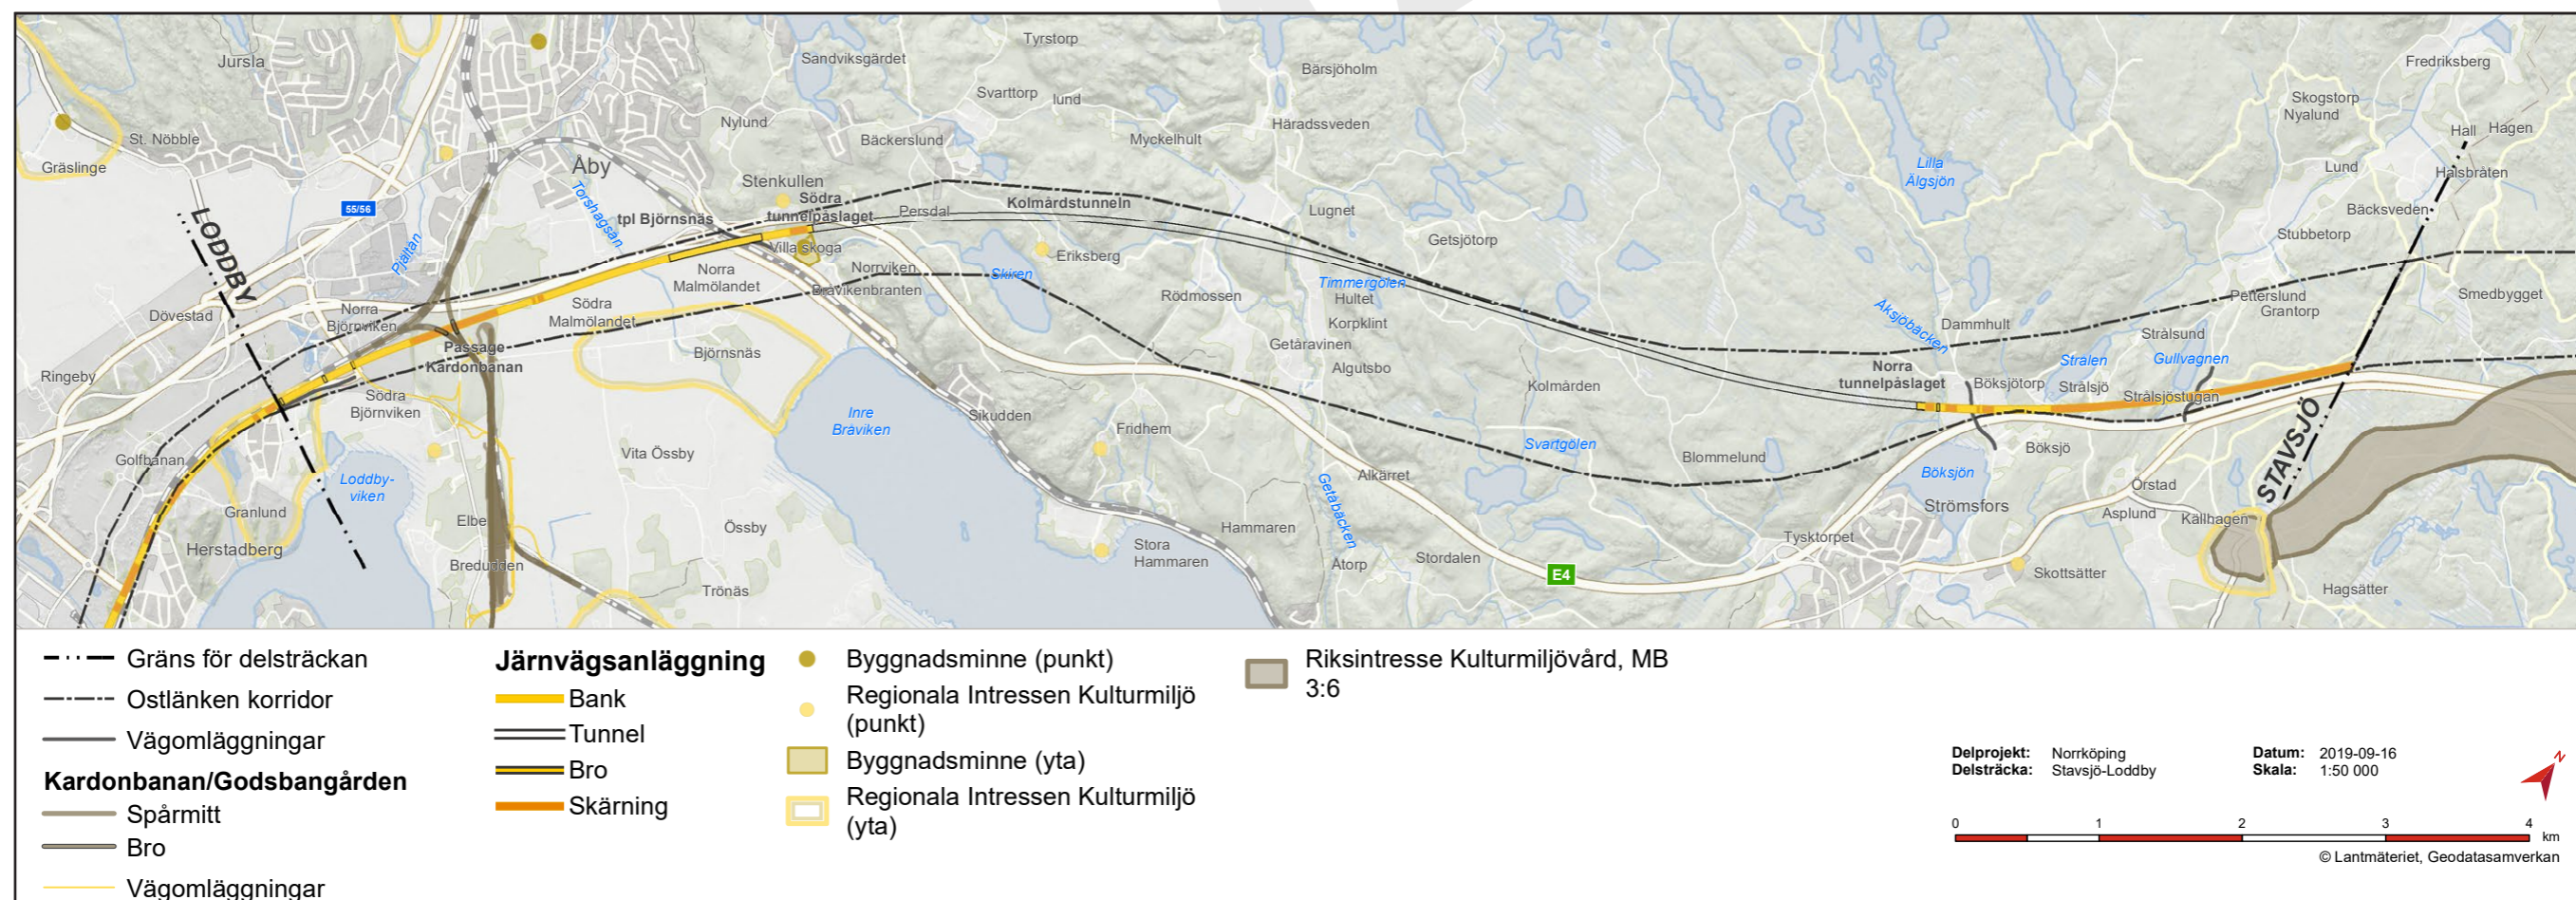 Tyrstorp
Fredriksberg
Jursla
Sandviksgärdet
Bärsjöholm
Svarttorp
lund
Skogstorp
Nyalund
Nylund
Häradssveden
Hall
Hagen
St. Nöbble
Bäckerslund
Myckelhult
Gräslinge
Åby
Lilla
Älgsjön
Lund
Halsbråten
Stenkullen
55/56
Torshagsån
Södra
tunnelpåslaget
Persdal
Kolmårdstunneln
Lugnet
Bäcksveden
LODDBY
tpl Björnsnäs
Pjältån
Villa skoga
Eriksberg
Getsjötorp
Stubbetorp
Norra
Malmölandet
Norrviken
Bråvikenbranten
Skiren
Rödmossen
Timmergölen
Hultet
Petterslund
Grantorp
Smedbygget
Dövestad
Norra
Björnviken
Södra
Malmölandet
Korpklint
Aksjöbäcken
Dammhult
Strålsund
Passage
Kardonbanan
Björnsnäs
Getåravinen
Algutsbo
Strålen
Gullvagnen
Ringeby
Kolmården
Norra
tunnelpåslaget
Böksjötorp
Strålsjö
Strålsjöstugan
Södra
Björnviken
Inre
Bråviken
Sikudden
Fridhem
Svartgölen
STAVSJÖ
Golfbanan
Vita Össby
Blommelund
Böksjö
Loddby-
viken
Getåbäcken
Alkärret
Böksjön
Örstad
Granlund
Elbe
Össby
Hammaren
Strömsfors
Asplund
Källhagen
Herstadberg
Bredudden
Stora
Hammaren
Åtorp
Stordalen
E4
Tysktorpet
Skottsätter
Hagsätter
Trönäs
Gräns för delsträckan
Ostlänken korridor
Vägomläggningar
Kardonbanan/Godsbangården
Spårmitt
Bro
Vägomläggningar
Järnvägsanläggning
Bank
Tunnel
Bro
Skärning
Byggnadsminne (punkt)
Regionala Intressen Kulturmiljö
(punkt)
Byggnadsminne (yta)
Regionala Intressen Kulturmiljö
(yta)
Riksintresse Kulturmiljövård, MB
3:6
Delprojekt: Norrköping
Delsträcka: Stavsjö-Loddby
Datum: 2019-09-16
Skala: 1:50 000
N
0 1 2 3 4
km
© Lantmäteriet, Geodatasamverkan